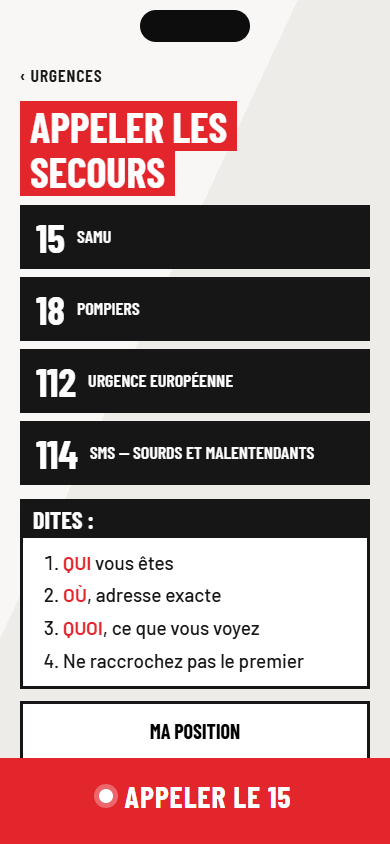 ‹ URGENCES
APPELER LES
SECOURS
15 SAMU
18 POMPIERS
112 URGENCE EUROPÉENNE
114 SMS – SOURDS ET MALENTENDANTS
DITES :
1. QUI vous êtes
2. OÙ, adresse exacte
3. QUOI, ce que vous voyez
4. Ne raccrochez pas le premier
MA POSITION
APPELER LE 15